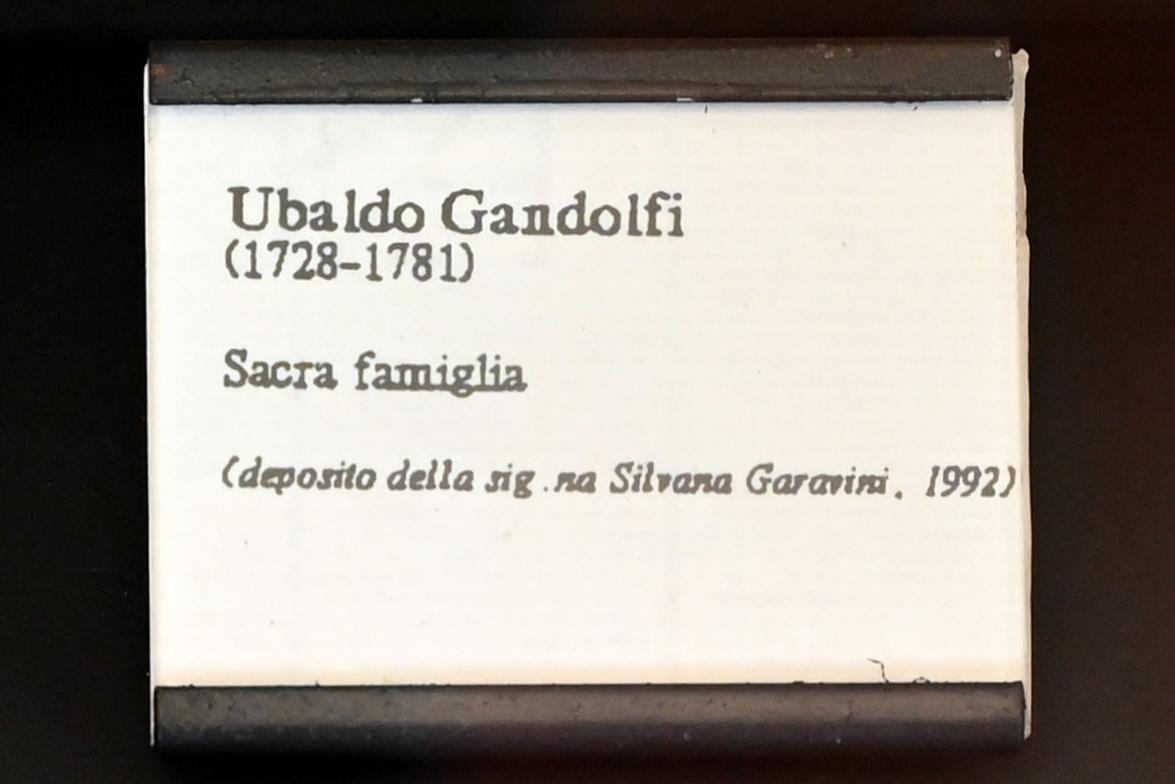 Ubaldo Gandolfi
(1728-1781)
Sacra famiglia
(deposito della sig.na Silvana Garavini, 1992)